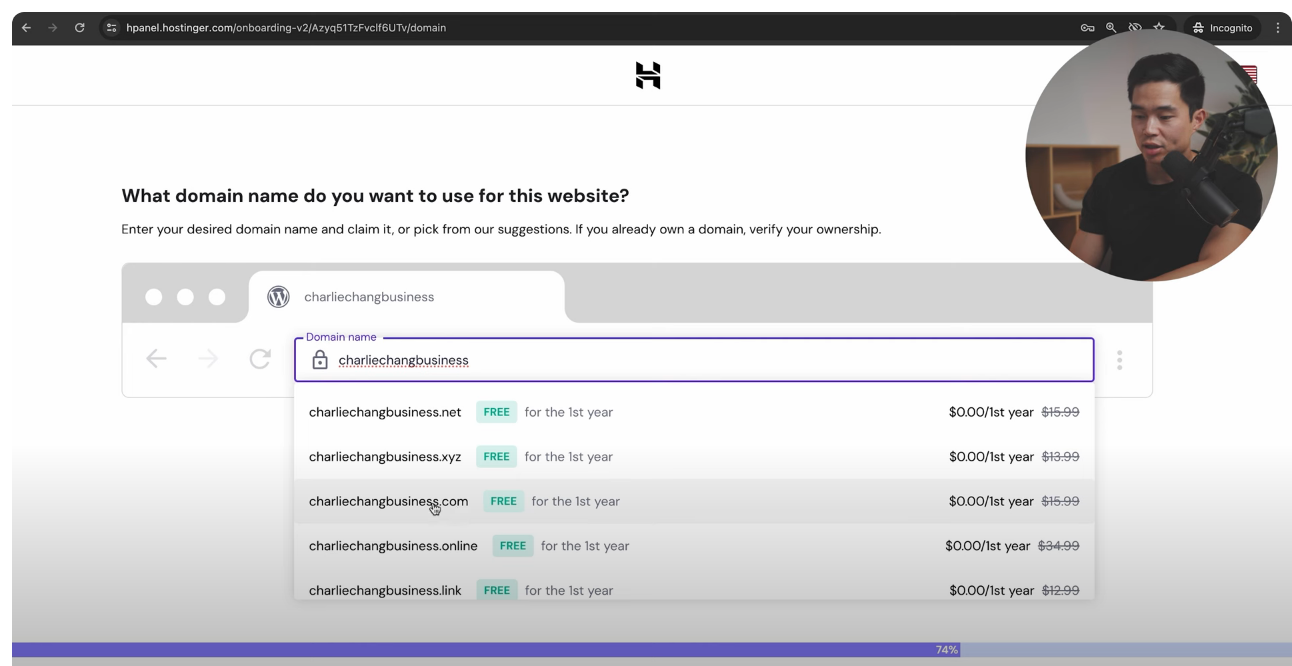 hpanel.hostinger.com/onboarding-v2/Azyq51TzFvclf6UTv/domain
Incognito
What domain name do you want to use for this website?
Enter your desired domain name and claim it, or pick from our suggestions. If you already own a domain, verify your ownership.
charliechangbusiness
Domain name
charliechangbusiness
charliechangbusiness.net FREE for the 1st year $0.00/1st year $15.99
charliechangbusiness.xyz FREE for the 1st year $0.00/1st year $13.99
charliechangbusiness.com FREE for the 1st year $0.00/1st year $15.99
charliechangbusiness.online FREE for the 1st year $0.00/1st year $34.99
charliechangbusiness.link FREE for the 1st year $0.00/1st year $12.99
74%